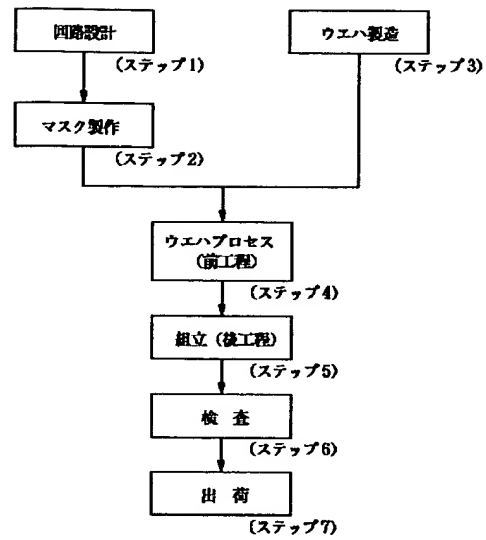 回路設計
(ステップ1)
ウエハ製造
(ステップ3)
マスク製作
(ステップ2)
ウエハプロセス
(前工程)
(ステップ4)
組立(後工程)
(ステップ5)
検 査
(ステップ6)
出 荷
(ステップ7)